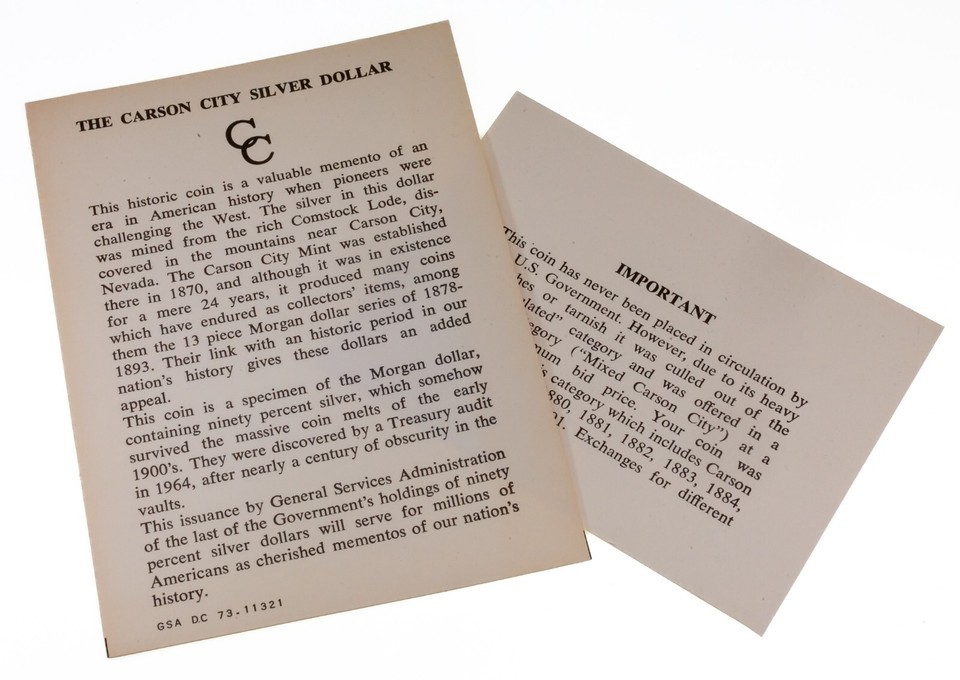 THE CARSON CITY SILVER DOLLAR
CC
This historic coin is a valuable memento of an
era in American history when pioneers were
challenging the West. The silver in this dollar
was mined from the rich Comstock Lode, dis-
covered in the mountains near Carson City,
Nevada. The Carson City Mint was established
there in 1870, and although it was in existence
for a mere 24 years, it produced many coins
which have endured as collectors' items, among
them the 13 piece Morgan dollar series of 1878-
1893. Their link with an historic period in our
nation's history gives these dollars an added
appeal.
This coin is a specimen of the Morgan dollar,
containing ninety percent silver, which somehow
survived the massive coin melts of the early
1900's. They were discovered by a Treasury audit
in 1964, after nearly a century of obscurity in the
vaults.
This issuance by General Services Administration
of the last of the Government's holdings of ninety
percent silver dollars will serve for millions of
Americans as cherished mementos of our nation's
history.
GSA DC 73-11321
IMPORTANT
This coin has never been placed in circulation by
U.S. Government. However, due to its heavy
or tarnish it was culled out of the
category and was offered in a
("Mixed Carson City") at a
bid price. Your coin was
category which includes Carson
1881, 1882, 1883, 1884,
Exchanges for different